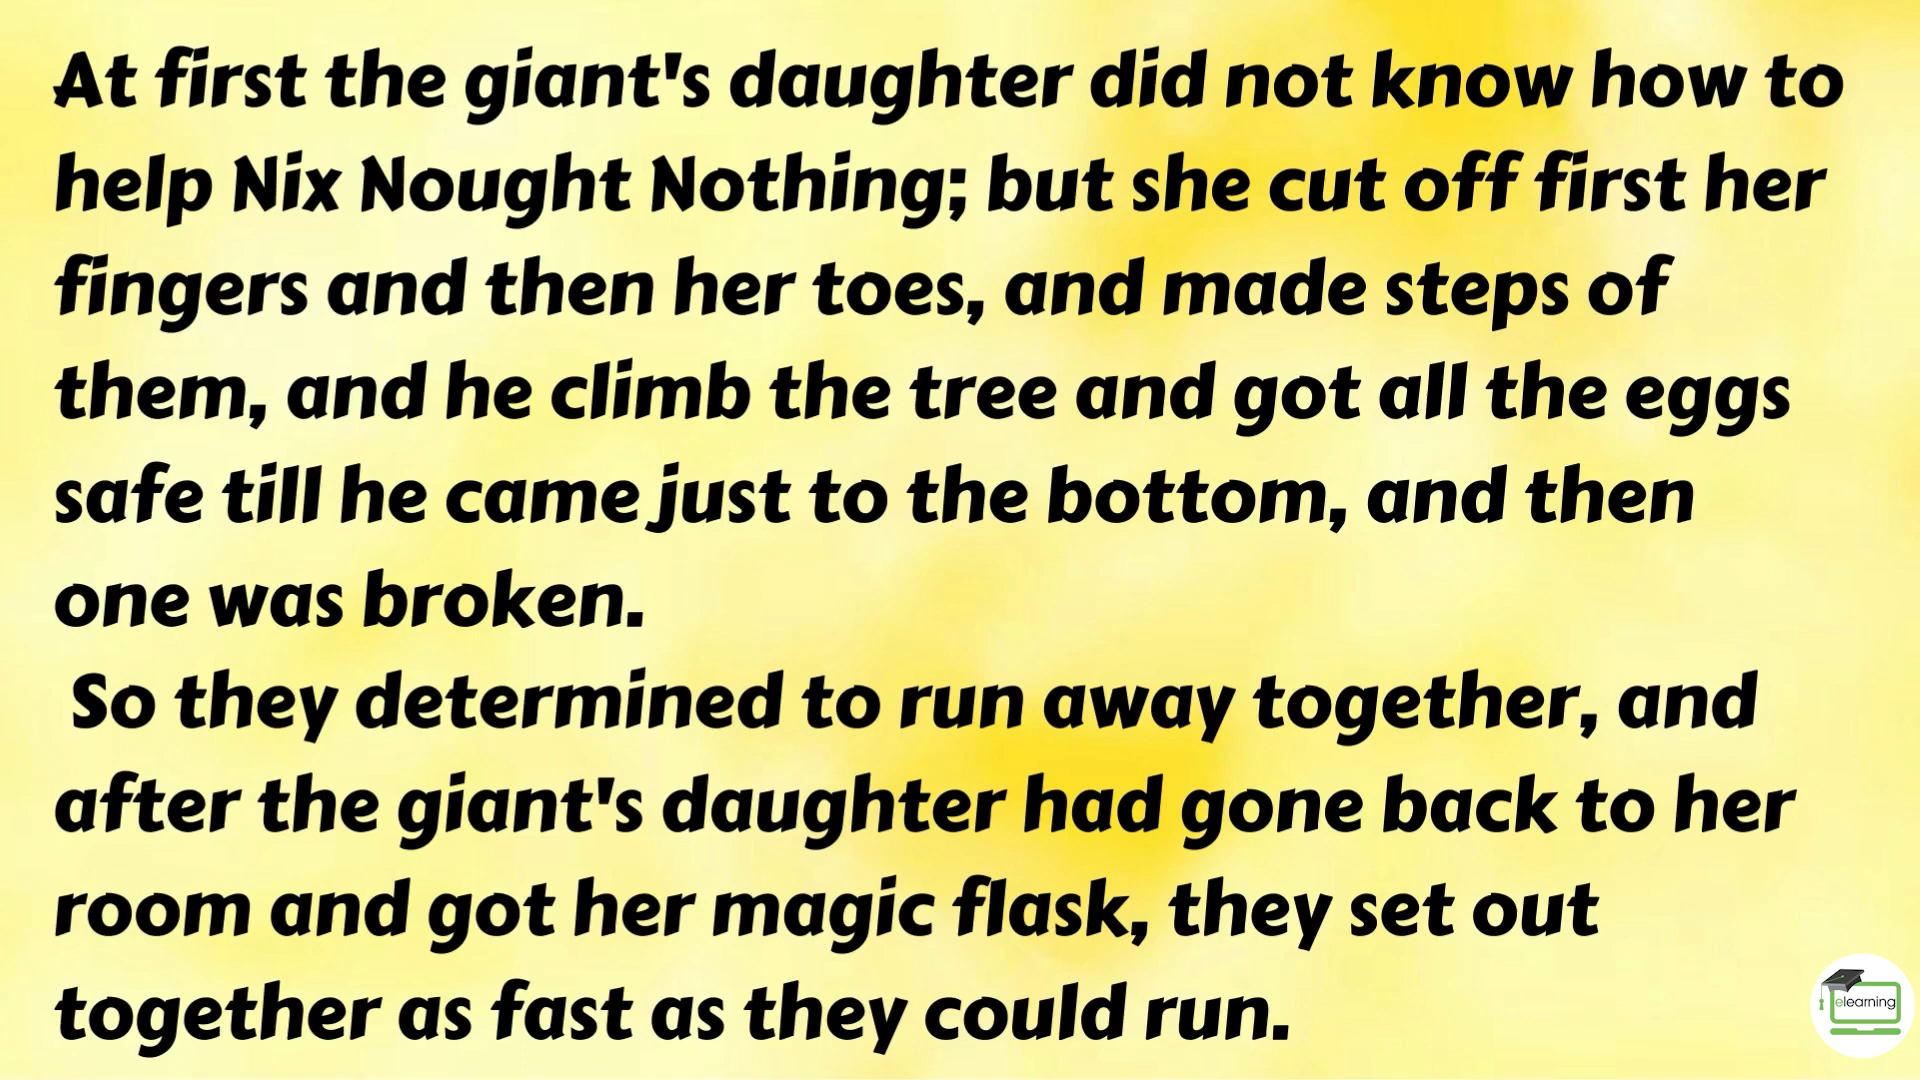 At first the giant's daughter did not know how to
help Nix Nought Nothing; but she cut off first her
fingers and then her toes, and made steps of
them, and he climb the tree and got all the eggs
safe till he came just to the bottom, and then
one was broken.
So they determined to run away together, and
after the giant's daughter had gone back to her
room and got her magic flask, they set out
together as fast as they could run.
elearning